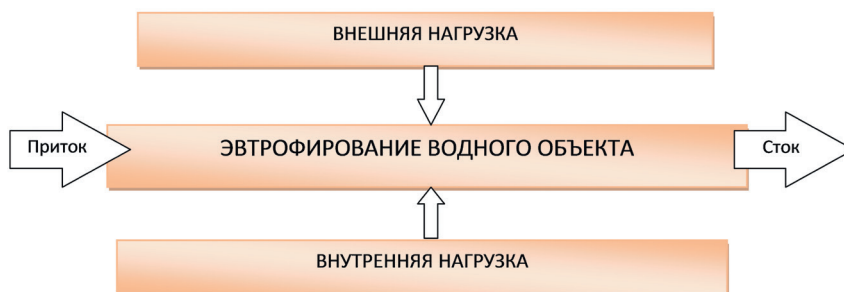 ВНЕШНЯЯ НАГРУЗКА
Приток
ЭВТРОФИРОВАНИЕ ВОДНОГО ОБЪЕКТА
Сток
ВНУТРЕННЯЯ НАГРУЗКА